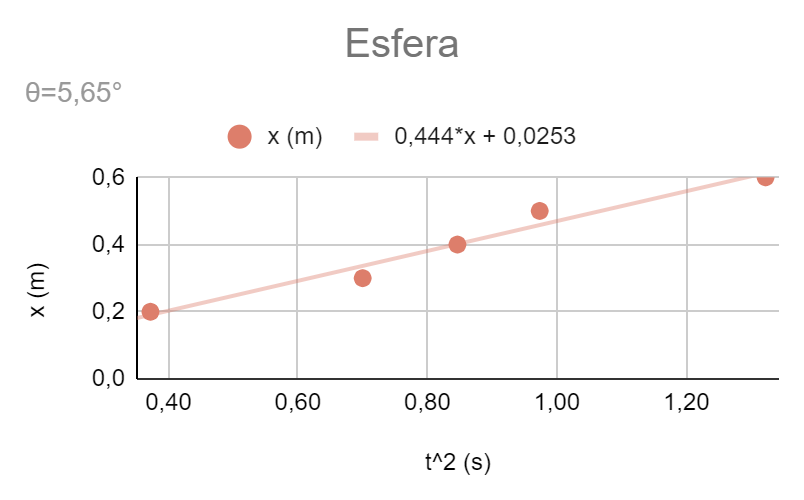 Esfera
θ=5,65°
x (m) 0,444*x + 0,0253
0,6
0,4
x (m)
0,2
0,0
0,40 0,60 0,80 1,00 1,20
t^2 (s)